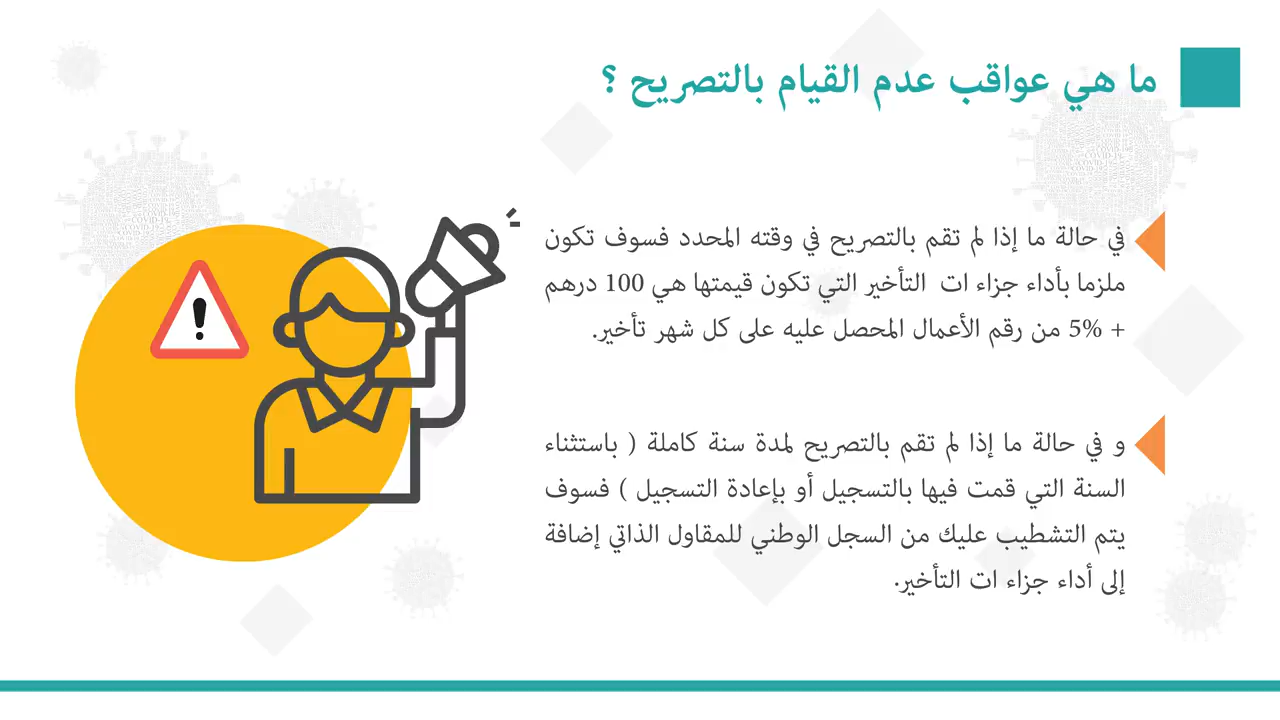 ما هي عواقب عدم القيام بالتصريح ؟
في حالة ما إذا لم تقم بالتصريح في وقته المحدد فسوف تكون
ملزما بأداء جزاء ات التأخير التي تكون قيمتها هي 100 درهم
+ 5% من رقم الأعمال المحصل عليه على كل شهر تأخير.
و في حالة ما إذا لم تقم بالتصريح لمدة سنة كاملة ( باستثناء
السنة التي قمت فيها بالتسجيل أو بإعادة التسجيل ) فسوف
يتم التشطيب عليك من السجل الوطني للمقاول الذاتي إضافة
إلى أداء جزاء ات التأخير.